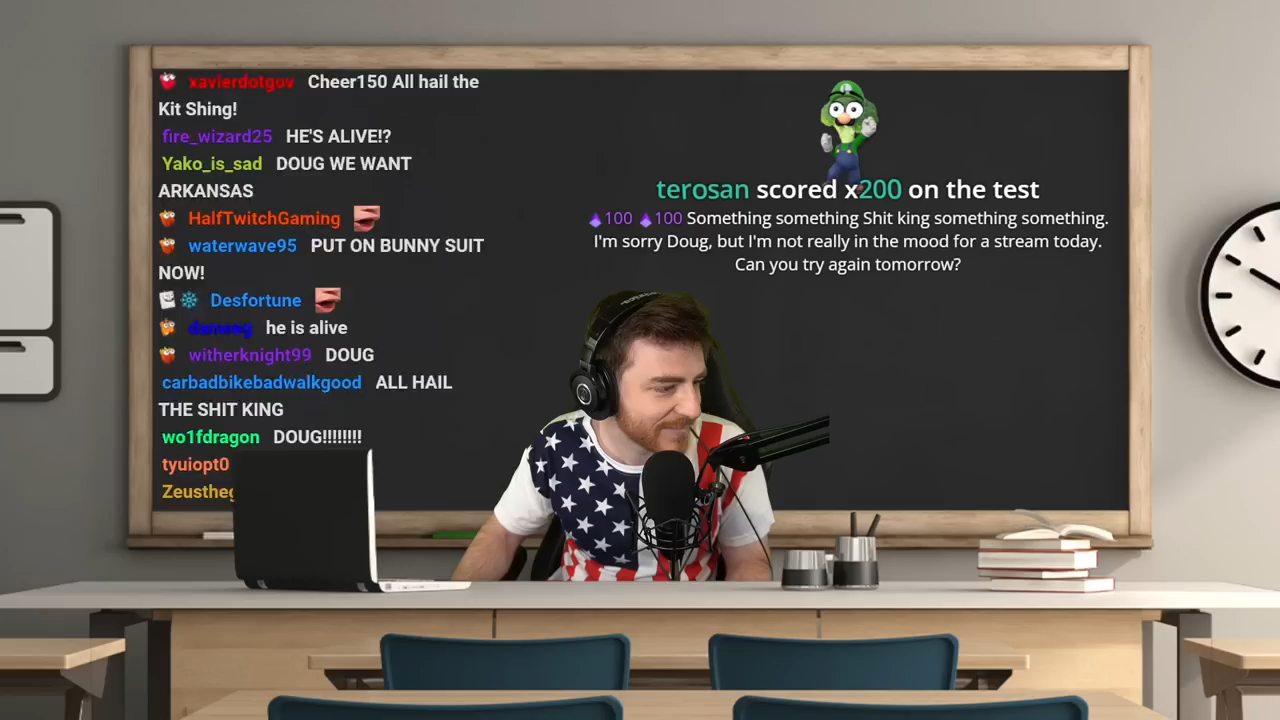 xavierdotgov Cheer150 All hail the
Kit Shing!
fire_wizard25 HE'S ALIVE!?
Yako_is_sad DOUG WE WANT
ARKANSAS
HalfTwitchGaming
waterwave95 PUT ON BUNNY SUIT
NOW!
Desfortune
he is alive
witherknight99 DOUG
carbadbikebadwalkgood ALL HAIL
THE SHIT KING
wo1fdragon DOUG!!!!!!!!
tyuiopt0
terosan scored x200 on the test
100 100 Something something Shit king something something.
I'm sorry Doug, but I'm not really in the mood for a stream today.
Can you try again tomorrow?